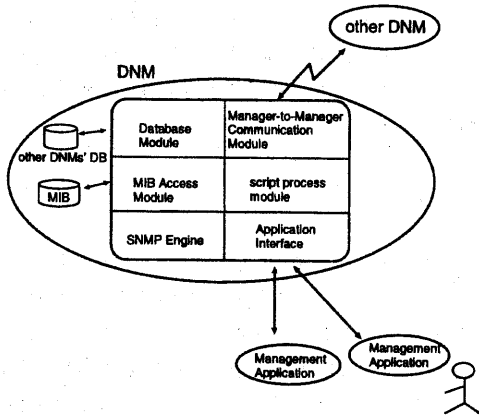 other DNM
DNM
Database
Module
Manager-to-Manager
Communication
Module
other DNMs' DB
MIB
MIB Access
Module
script process
module
SNMP Engine
Application
Interface
Management
Application
Management
Application